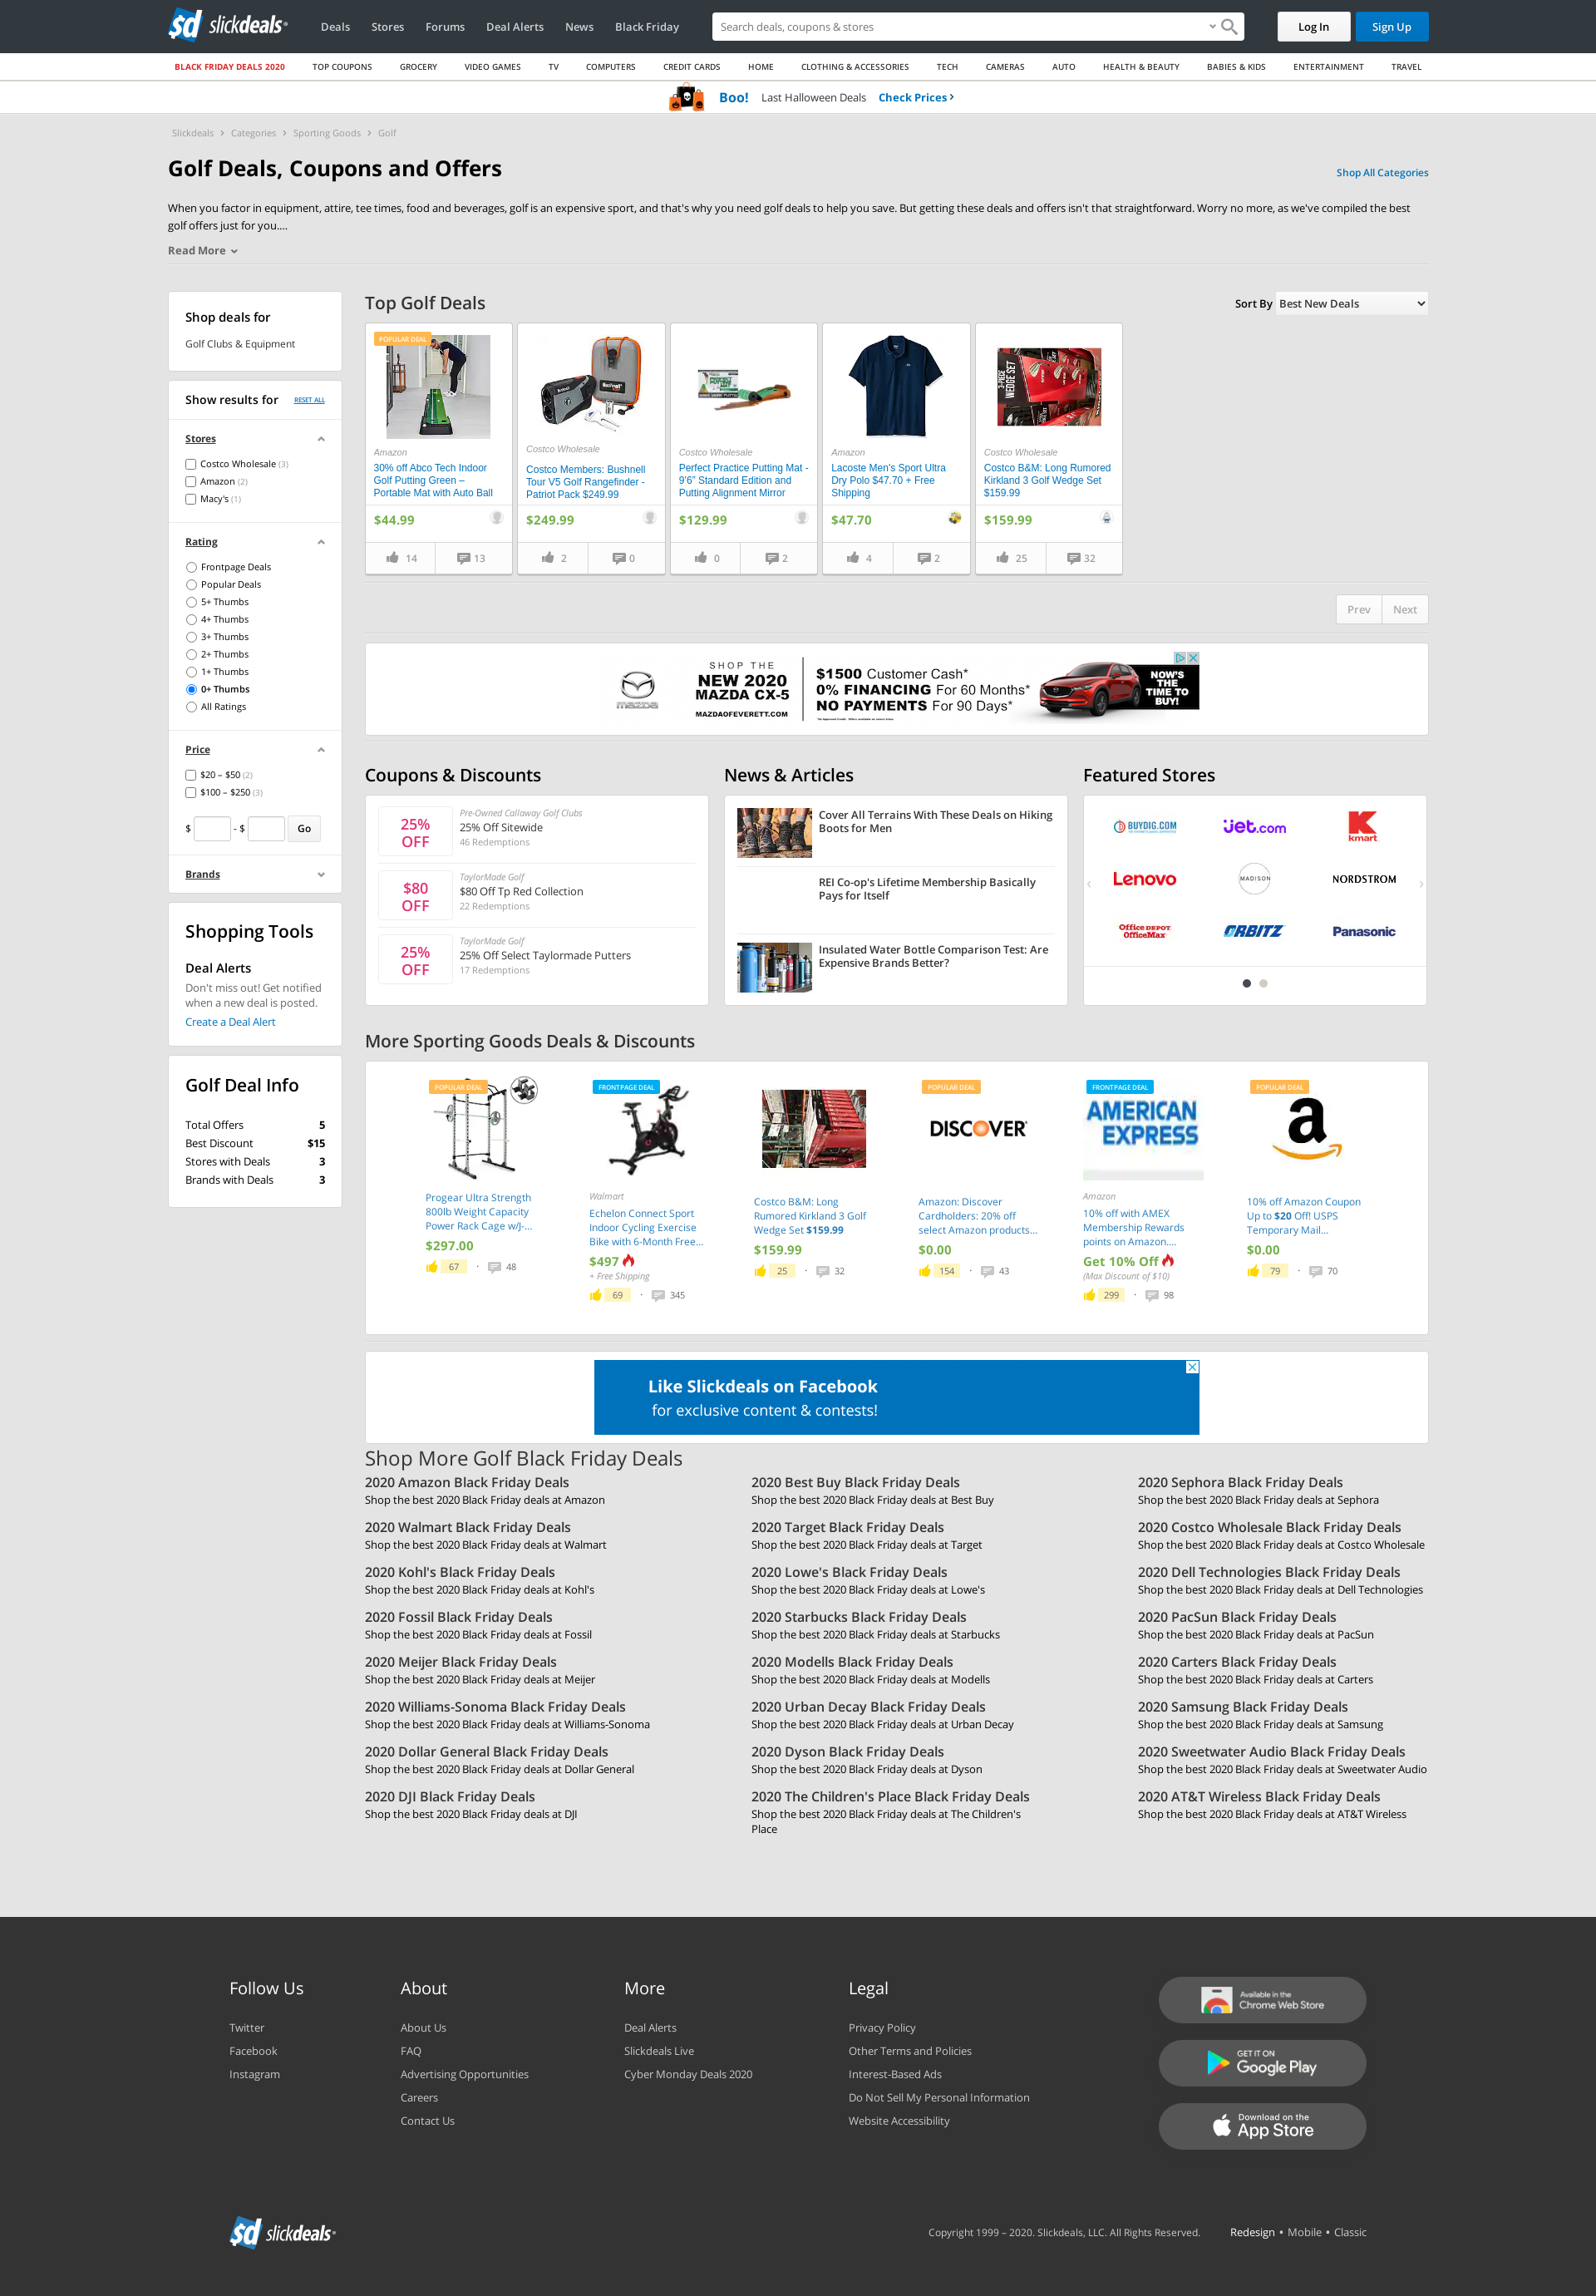 sd slickdeals
Deals Stores Forums Deal Alerts News Black Friday
Search deals, coupons & stores
Log In
Sign Up
BLACK FRIDAY DEALS 2020 TOP COUPONS GROCERY VIDEO GAMES TV COMPUTERS CREDIT CARDS HOME CLOTHING & ACCESSORIES TECH CAMERAS AUTO HEALTH & BEAUTY BABIES & KIDS ENTERTAINMENT TRAVEL
Boo! Last Halloween Deals Check Prices ›
Slickdeals › Categories › Sporting Goods › Golf
Golf Deals, Coupons and Offers
Shop All Categories
When you factor in equipment, attire, tee times, food and beverages, golf is an expensive sport, and that's why you need golf deals to help you save. But getting these deals and offers isn't that straightforward. Worry no more, as we've compiled the best
golf offers just for you....
Read More
Shop deals for
Golf Clubs & Equipment
Show results for
RESET ALL
Stores
Costco Wholesale (3)
Amazon (2)
Macy's (1)
Rating
Frontpage Deals
Popular Deals
5+ Thumbs
4+ Thumbs
3+ Thumbs
2+ Thumbs
1+ Thumbs
0+ Thumbs
All Ratings
Price
$20 – $50 (2)
$100 – $250 (3)
$ - $ Go
Brands
Shopping Tools
Deal Alerts
Don't miss out! Get notified
when a new deal is posted.
Create a Deal Alert
Golf Deal Info
Total Offers 5
Best Discount $15
Stores with Deals 3
Brands with Deals 3
Top Golf Deals
Sort By Best New Deals
POPULAR DEAL
Amazon
30% off Abco Tech Indoor
Golf Putting Green –
Portable Mat with Auto Ball
$44.99
14 13
Bushnell
Costco Wholesale
Costco Members: Bushnell
Tour V5 Golf Rangefinder -
Patriot Pack $249.99
$249.99
2 0
Costco Wholesale
Perfect Practice Putting Mat -
9'6" Standard Edition and
Putting Alignment Mirror
$129.99
0 2
Amazon
Lacoste Men's Sport Ultra
Dry Polo $47.70 + Free
Shipping
$47.70
4 2
WEDGE SET
Costco Wholesale
Costco B&M: Long Rumored
Kirkland 3 Golf Wedge Set
$159.99
$159.99
25 32
Prev Next
mazda
SHOP THE
NEW 2020
MAZDA CX-5
MAZDAOFEVERETT.COM
$1500 Customer Cash*
0% FINANCING For 60 Months*
NO PAYMENTS For 90 Days*
NOW'S
THE TIME
TO BUY!
Coupons & Discounts
25%
OFF
Pre-Owned Callaway Golf Clubs
25% Off Sitewide
46 Redemptions
$80
OFF
TaylorMade Golf
$80 Off Tp Red Collection
22 Redemptions
25%
OFF
TaylorMade Golf
25% Off Select Taylormade Putters
17 Redemptions
News & Articles
Cover All Terrains With These Deals on Hiking
Boots for Men
REI Co-op's Lifetime Membership Basically
Pays for Itself
Insulated Water Bottle Comparison Test: Are
Expensive Brands Better?
Featured Stores
BUYDIG.COM
jet.com
kmart
Lenovo
MADISON
NORDSTROM
Office DEPOT
OfficeMax
ORBITZ
Panasonic
More Sporting Goods Deals & Discounts
POPULAR DEAL
Progear Ultra Strength
800lb Weight Capacity
Power Rack Cage w/J-...
$297.00
67 · 48
FRONTPAGE DEAL
Walmart
Echelon Connect Sport
Indoor Cycling Exercise
Bike with 6-Month Free...
$497
+ Free Shipping
69 · 345
Costco B&M: Long
Rumored Kirkland 3 Golf
Wedge Set $159.99
$159.99
25 · 32
POPULAR DEAL
DISCOVER
Amazon: Discover
Cardholders: 20% off
select Amazon products...
$0.00
154 · 43
FRONTPAGE DEAL
AMERICAN
EXPRESS
Amazon
10% off with AMEX
Membership Rewards
points on Amazon....
Get 10% Off
(Max Discount of $10)
299 · 98
POPULAR DEAL
a
10% off Amazon Coupon
Up to $20 Off! USPS
Temporary Mail...
$0.00
79 · 70
Like Slickdeals on Facebook
for exclusive content & contests!
Shop More Golf Black Friday Deals
2020 Amazon Black Friday Deals
Shop the best 2020 Black Friday deals at Amazon
2020 Best Buy Black Friday Deals
Shop the best 2020 Black Friday deals at Best Buy
2020 Sephora Black Friday Deals
Shop the best 2020 Black Friday deals at Sephora
2020 Walmart Black Friday Deals
Shop the best 2020 Black Friday deals at Walmart
2020 Target Black Friday Deals
Shop the best 2020 Black Friday deals at Target
2020 Costco Wholesale Black Friday Deals
Shop the best 2020 Black Friday deals at Costco Wholesale
2020 Kohl's Black Friday Deals
Shop the best 2020 Black Friday deals at Kohl's
2020 Lowe's Black Friday Deals
Shop the best 2020 Black Friday deals at Lowe's
2020 Dell Technologies Black Friday Deals
Shop the best 2020 Black Friday deals at Dell Technologies
2020 Fossil Black Friday Deals
Shop the best 2020 Black Friday deals at Fossil
2020 Starbucks Black Friday Deals
Shop the best 2020 Black Friday deals at Starbucks
2020 PacSun Black Friday Deals
Shop the best 2020 Black Friday deals at PacSun
2020 Meijer Black Friday Deals
Shop the best 2020 Black Friday deals at Meijer
2020 Modells Black Friday Deals
Shop the best 2020 Black Friday deals at Modells
2020 Carters Black Friday Deals
Shop the best 2020 Black Friday deals at Carters
2020 Williams-Sonoma Black Friday Deals
Shop the best 2020 Black Friday deals at Williams-Sonoma
2020 Urban Decay Black Friday Deals
Shop the best 2020 Black Friday deals at Urban Decay
2020 Samsung Black Friday Deals
Shop the best 2020 Black Friday deals at Samsung
2020 Dollar General Black Friday Deals
Shop the best 2020 Black Friday deals at Dollar General
2020 Dyson Black Friday Deals
Shop the best 2020 Black Friday deals at Dyson
2020 Sweetwater Audio Black Friday Deals
Shop the best 2020 Black Friday deals at Sweetwater Audio
2020 DJI Black Friday Deals
Shop the best 2020 Black Friday deals at DJI
2020 The Children's Place Black Friday Deals
Shop the best 2020 Black Friday deals at The Children's
Place
2020 AT&T Wireless Black Friday Deals
Shop the best 2020 Black Friday deals at AT&T Wireless
Follow Us
Twitter
Facebook
Instagram
About
About Us
FAQ
Advertising Opportunities
Careers
Contact Us
More
Deal Alerts
Slickdeals Live
Cyber Monday Deals 2020
Legal
Privacy Policy
Other Terms and Policies
Interest-Based Ads
Do Not Sell My Personal Information
Website Accessibility
Available in the
Chrome Web Store
GET IT ON
Google Play
Download on the
App Store
sd slickdeals
Copyright 1999 – 2020. Slickdeals, LLC. All Rights Reserved.
Redesign • Mobile • Classic